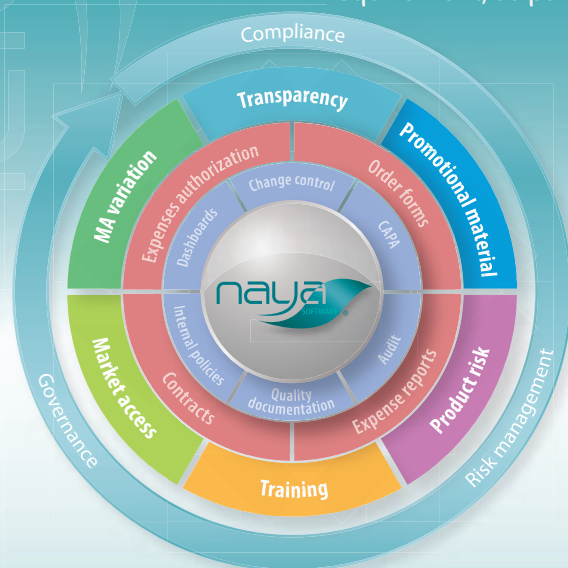 Compliance
Transparency
Promotional material
MA variation
Expenses authorization
Order forms
Change control
Dashboards
CAPA
naya
SOFTWARE
Internal policies
Audit
Quality
documentation
Contracts
Expense reports
Market access
Product risk
Training
Governance
Risk management